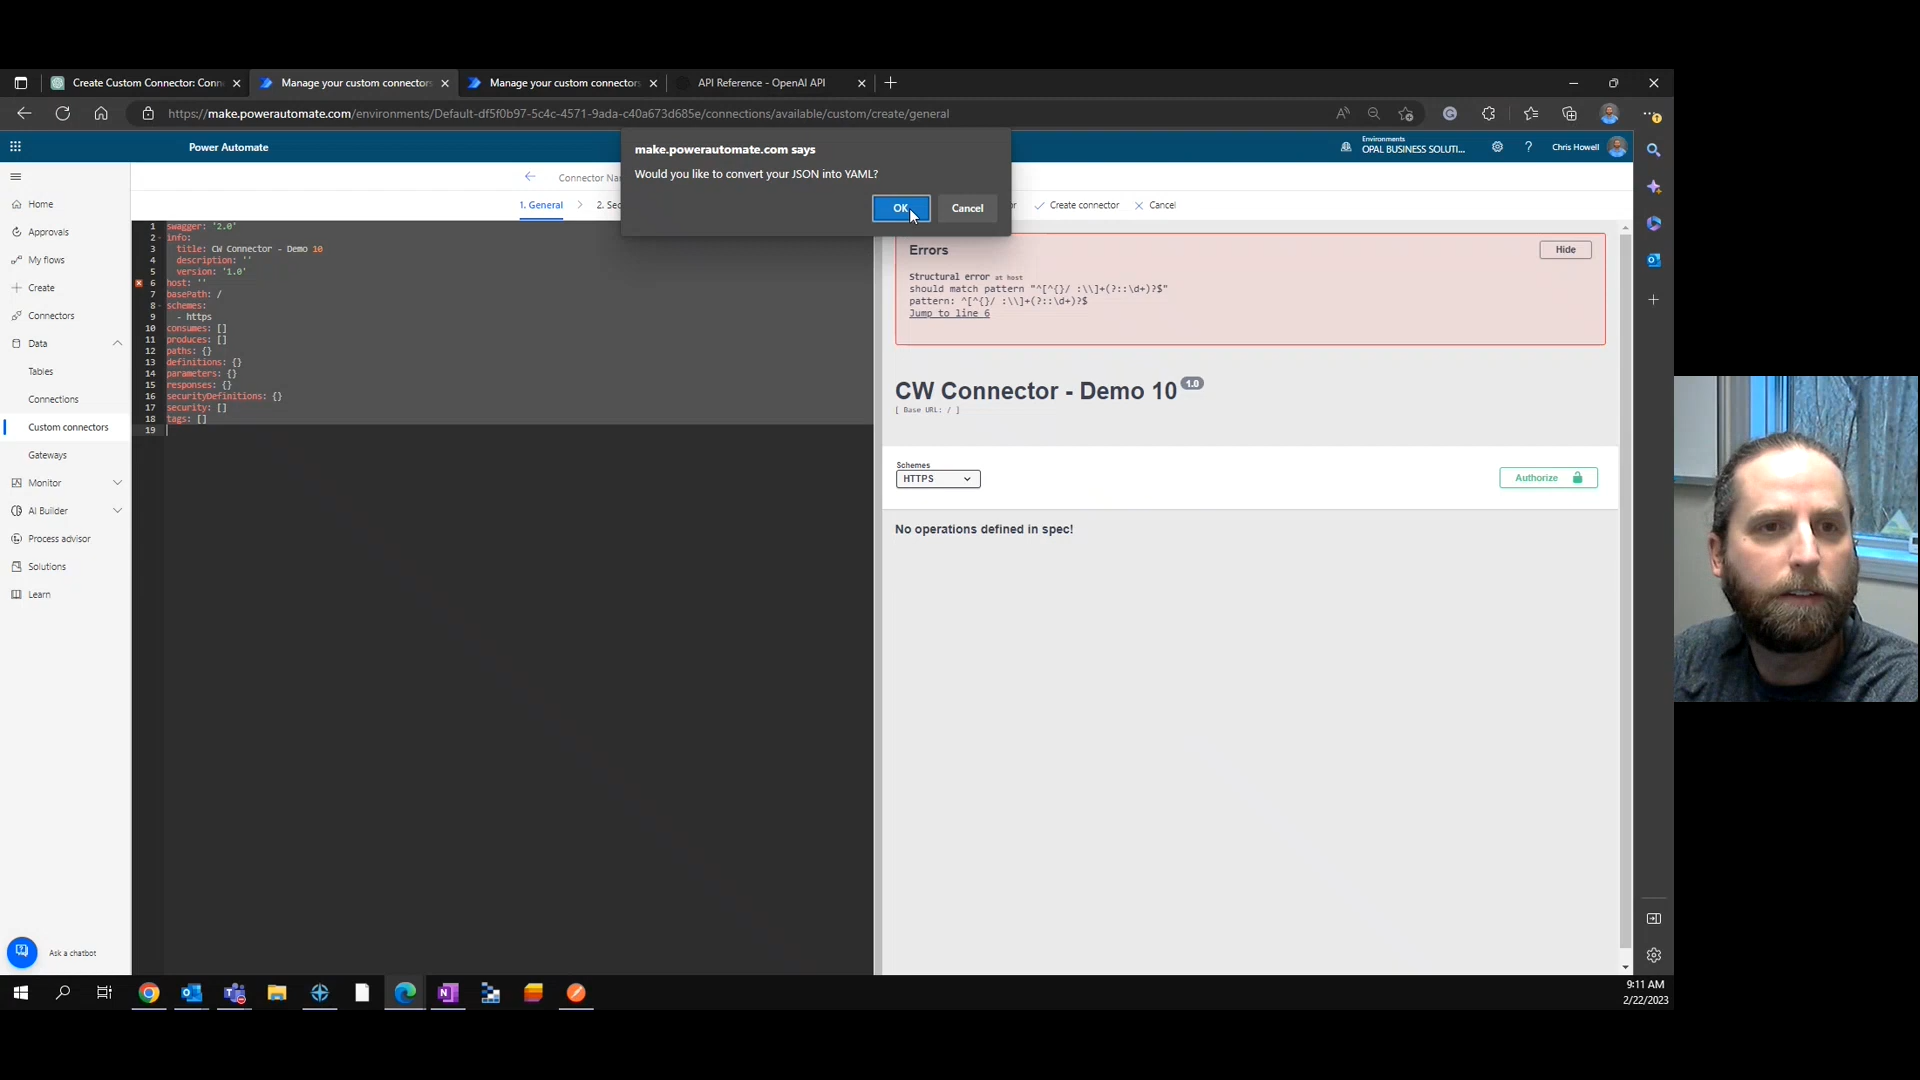 Create Custom Connector: Conn
Manage your custom connectors
Manage your custom connectors
API Reference - OpenAI API
https://make.powerautomate.com/environments/Default-df5f0b97-5c4c-4571-9ada-c40a673d685e/connections/available/custom/create/general
Power Automate
Environments
OPAL BUSINESS SOLUTI...
Chris Howell
make.powerautomate.com says
Would you like to convert your JSON into YAML?
OK
Cancel
Connector Na
1. General
2. Sec
or
Create connector
Cancel
Home
Approvals
My flows
Create
Connectors
Data
Tables
Connections
Custom connectors
Gateways
Monitor
AI Builder
Process advisor
Solutions
Learn
Ask a chatbot
1 swagger: '2.0'
2 info:
3 title: CW Connector - Demo 10
4 description: ''
5 version: '1.0'
6 host: ''
7 basePath: /
8 schemes:
9 - https
10 consumes: []
11 produces: []
12 paths: {}
13 definitions: {}
14 parameters: {}
15 responses: {}
16 securityDefinitions: {}
17 security: []
18 tags: []
19
Errors
Hide
Structural error at host
should match pattern "^[^{}/ :\\]+(?::\d+)?$"
pattern: ^[^{}/ :\\]+(?::\d+)?$
Jump to line 6
CW Connector - Demo 10 1.0
[ Base URL: / ]
Schemes
HTTPS
Authorize
No operations defined in spec!
9:11 AM
2/22/2023